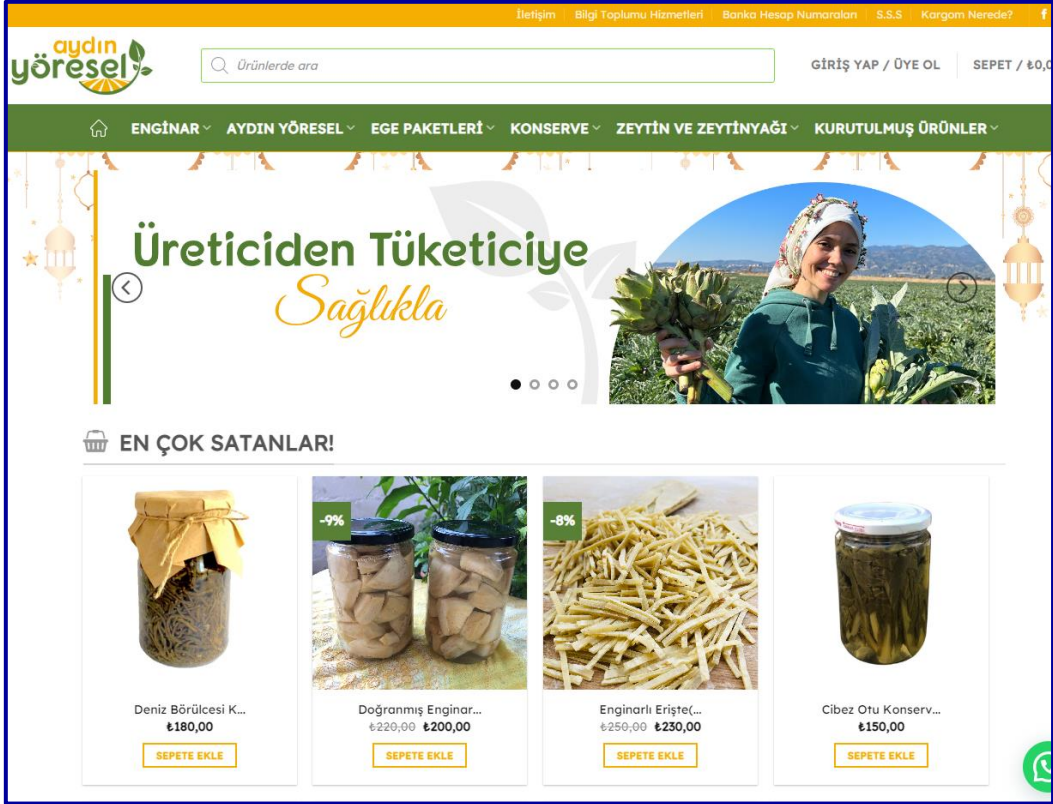 İletişim Bilgi Toplumu Hizmetleri Banka Hesap Numaraları S.S.S Kargom Nerede?
aydın
yöresel
Ürünlerde ara
GİRİŞ YAP / ÜYE OL SEPET / ₺0,0
ENGİNAR AYDIN YÖRESEL EGE PAKETLERİ KONSERVE ZEYTİN VE ZEYTİNYAĞI KURUTULMUŞ ÜRÜNLER
Üreticiden Tüketiciye
Sağlıkla
EN ÇOK SATANLAR!
-9% -8%
Deniz Börülcesi K... Doğranmış Enginar... Enginarlı Erişte(... Cibez Otu Konserv...
₺180,00 ₺220,00 ₺200,00 ₺250,00 ₺230,00 ₺150,00
SEPETE EKLE SEPETE EKLE SEPETE EKLE SEPETE EKLE